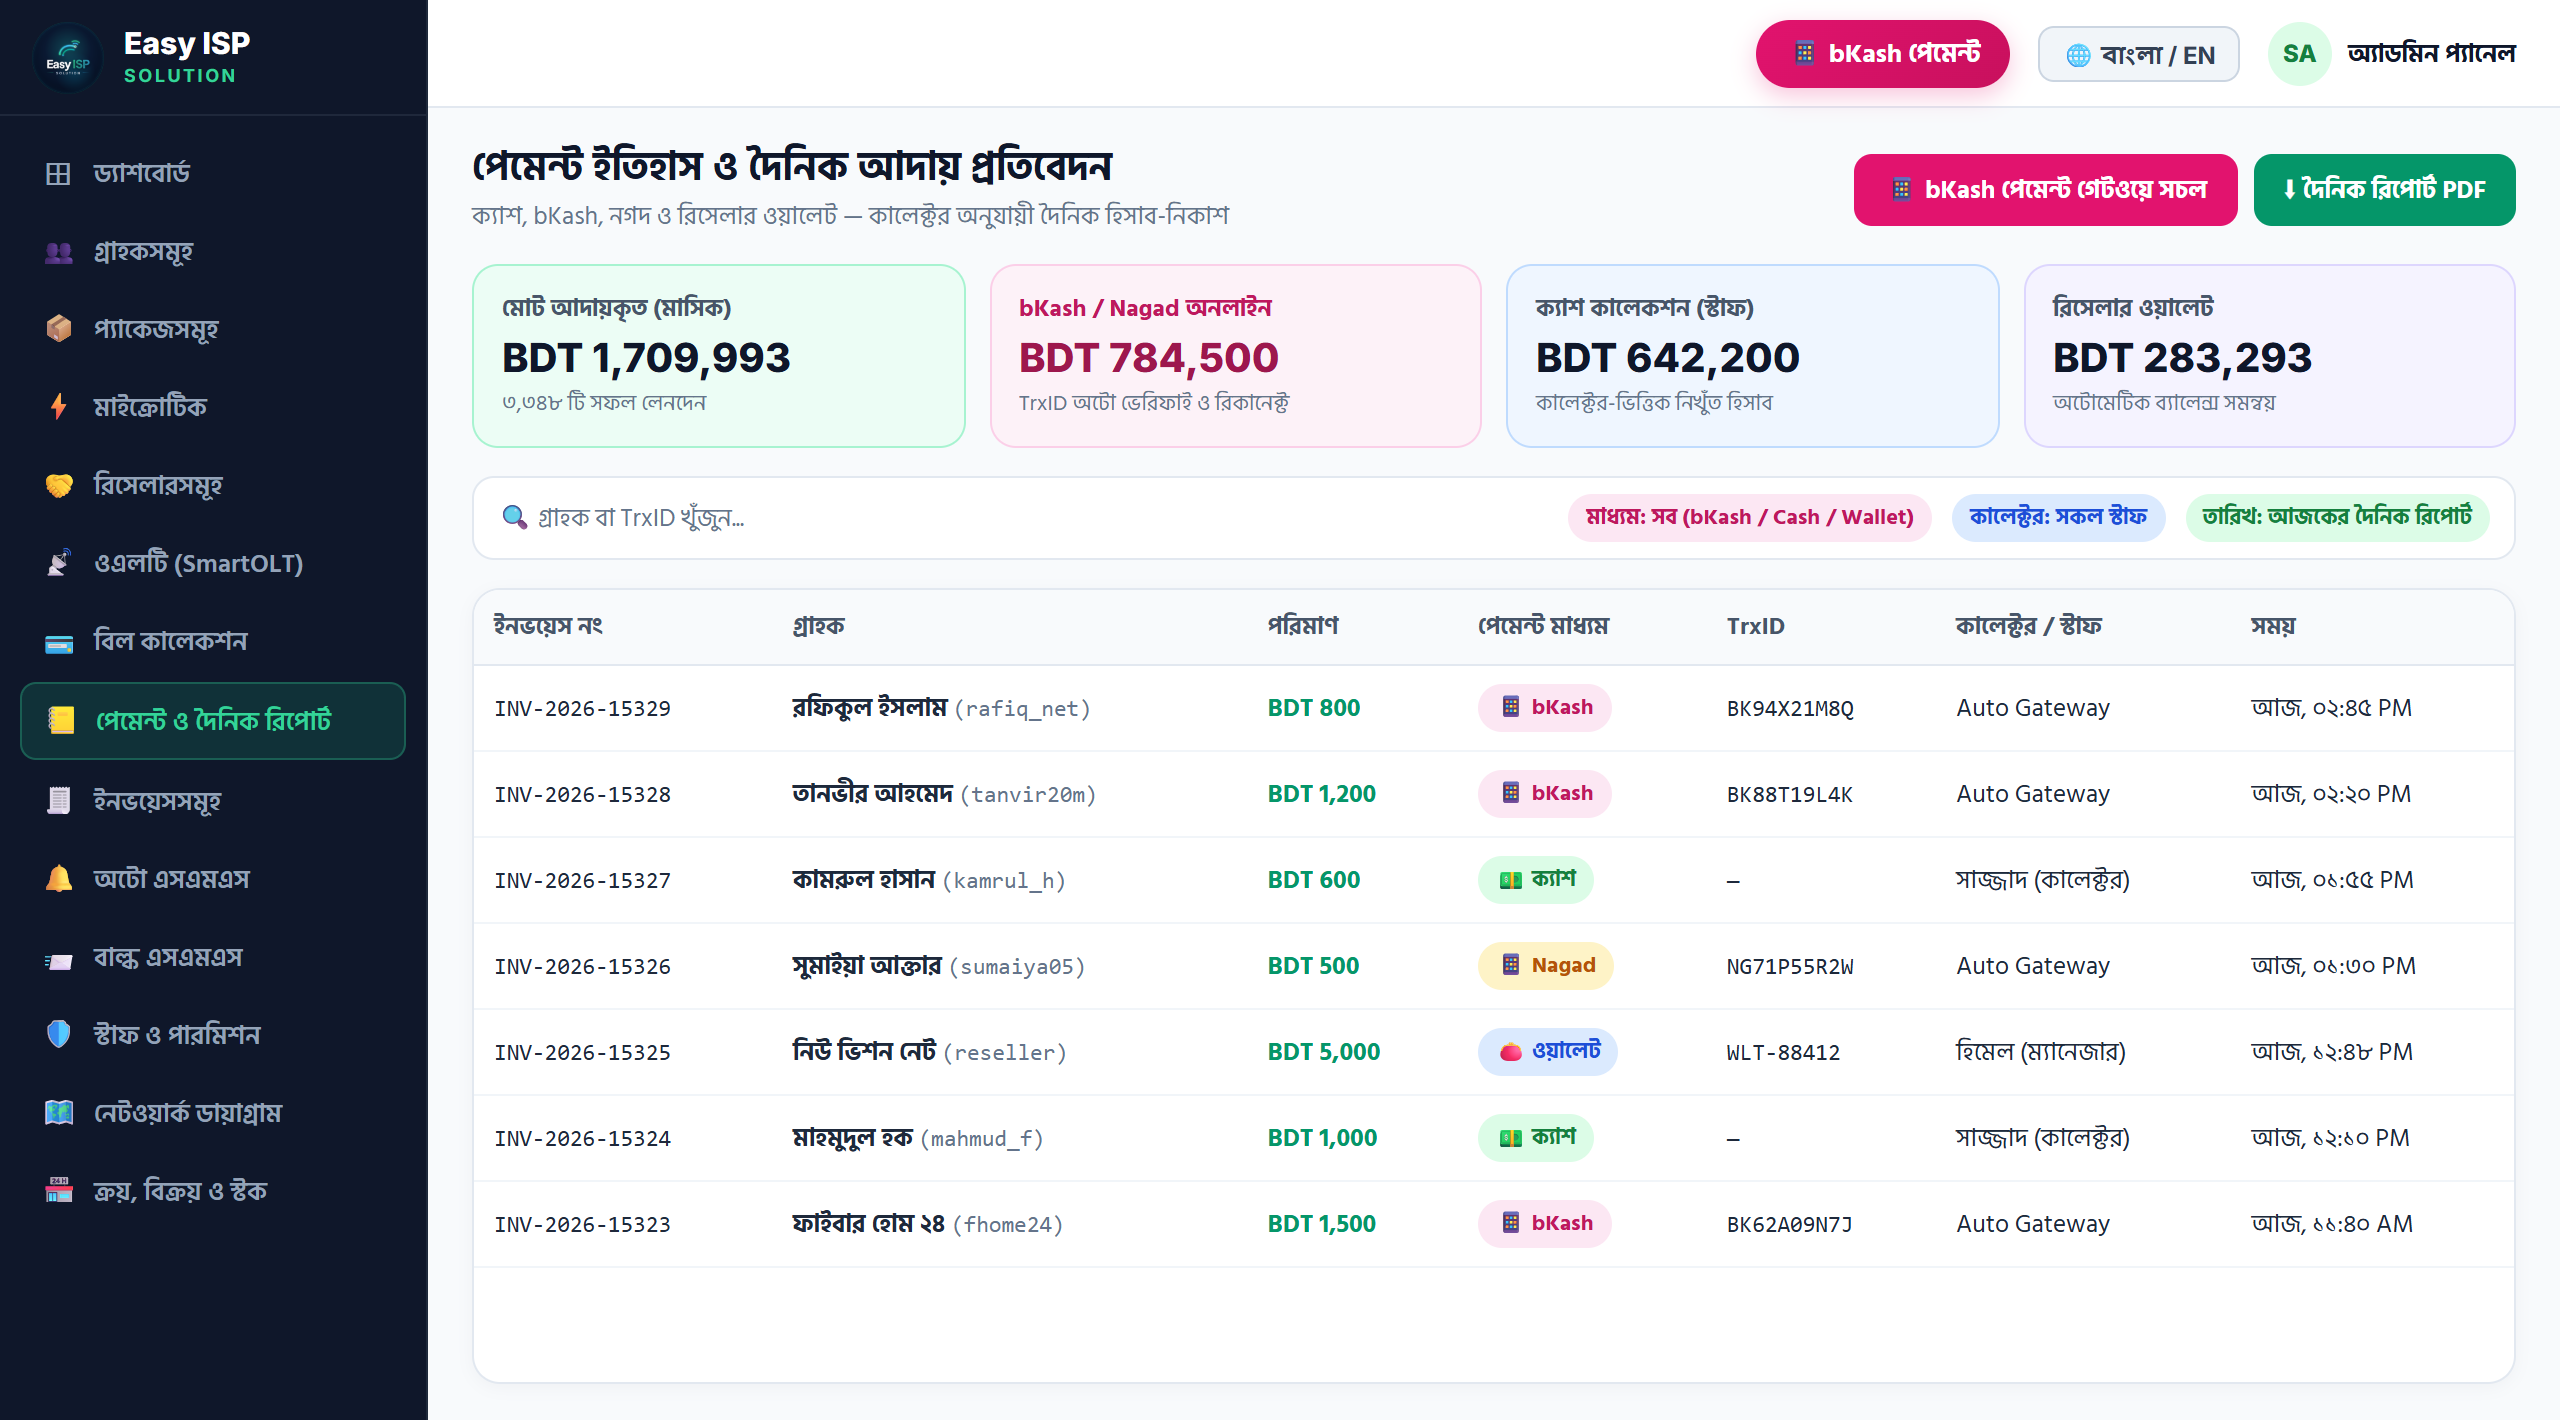 Easy ISP
SOLUTION
Easy ISP
SOLUTION
bKash পেমেন্ট
বাংলা / EN
SA
অ্যাডমিন প্যানেল
ড্যাশবোর্ড
গ্রাহকসমূহ
প্যাকেজসমূহ
মাইক্রোটিক
রিসেলারসমূহ
ওএলটি (SmartOLT)
বিল কালেকশন
পেমেন্ট ও দৈনিক রিপোর্ট
ইনভয়েসসমূহ
অটো এসএমএস
বাল্ক এসএমএস
স্টাফ ও পারমিশন
নেটওয়ার্ক ডায়াগ্রাম
ক্রয়, বিক্রয় ও স্টক
পেমেন্ট ইতিহাস ও দৈনিক আদায় প্রতিবেদন
ক্যাশ, bKash, নগদ ও রিসেলার ওয়ালেট — কালেক্টর অনুযায়ী দৈনিক হিসাব-নিকাশ
bKash পেমেন্ট গেটওয়ে সচল
⬇ দৈনিক রিপোর্ট PDF
মোট আদায়কৃত (মাসিক)
BDT 1,709,993
৩,৩৪৮ টি সফল লেনদেন
bKash / Nagad অনলাইন
BDT 784,500
TrxID অটো ভেরিফাই ও রিকানেক্ট
ক্যাশ কালেকশন (স্টাফ)
BDT 642,200
কালেক্টর-ভিত্তিক নিখুঁত হিসাব
রিসেলার ওয়ালেট
BDT 283,293
অটোমেটিক ব্যালেন্স সমন্বয়
গ্রাহক বা TrxID খুঁজুন...
মাধ্যম: সব (bKash / Cash / Wallet)
কালেক্টর: সকল স্টাফ
তারিখ: আজকের দৈনিক রিপোর্ট
ইনভয়েস নং গ্রাহক পরিমাণ পেমেন্ট মাধ্যম TrxID কালেক্টর / স্টাফ সময়
INV-2026-15329 রফিকুল ইসলাম (rafiq_net) BDT 800 bKash BK94X21M8Q Auto Gateway আজ, ০২:৪৫ PM
INV-2026-15328 তানভীর আহমেদ (tanvir20m) BDT 1,200 bKash BK88T19L4K Auto Gateway আজ, ০২:২০ PM
INV-2026-15327 কামরুল হাসান (kamrul_h) BDT 600 ক্যাশ — সাজ্জাদ (কালেক্টর) আজ, ০১:৫৫ PM
INV-2026-15326 সুমাইয়া আক্তার (sumaiya05) BDT 500 Nagad NG71P55R2W Auto Gateway আজ, ০১:৩০ PM
INV-2026-15325 নিউ ভিশন নেট (reseller) BDT 5,000 ওয়ালেট WLT-88412 হিমেল (ম্যানেজার) আজ, ১২:৪৮ PM
INV-2026-15324 মাহমুদুল হক (mahmud_f) BDT 1,000 ক্যাশ — সাজ্জাদ (কালেক্টর) আজ, ১২:১০ PM
INV-2026-15323 ফাইবার হোম ২৪ (fhome24) BDT 1,500 bKash BK62A09N7J Auto Gateway আজ, ১১:৪০ AM